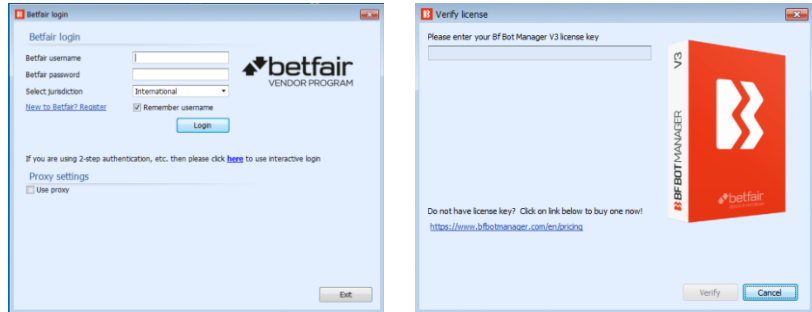 Betfair login
Betfair login
Betfair username
Betfair password
Select jurisdiction
International
New to Betfair? Register
Remember username
Login
betfair
VENDOR PROGRAM
If you are using 2-step authentication, etc. then please click here to use interactive login
Proxy settings
Use proxy
Exit
Verify license
Please enter your Bf Bot Manager V3 license key
V3
BF BOTMANAGER
betfair
VENDOR PROGRAM
Do not have license key? Click on link below to buy one now!
https://www.bfbotmanager.com/en/pricing
Verify
Cancel